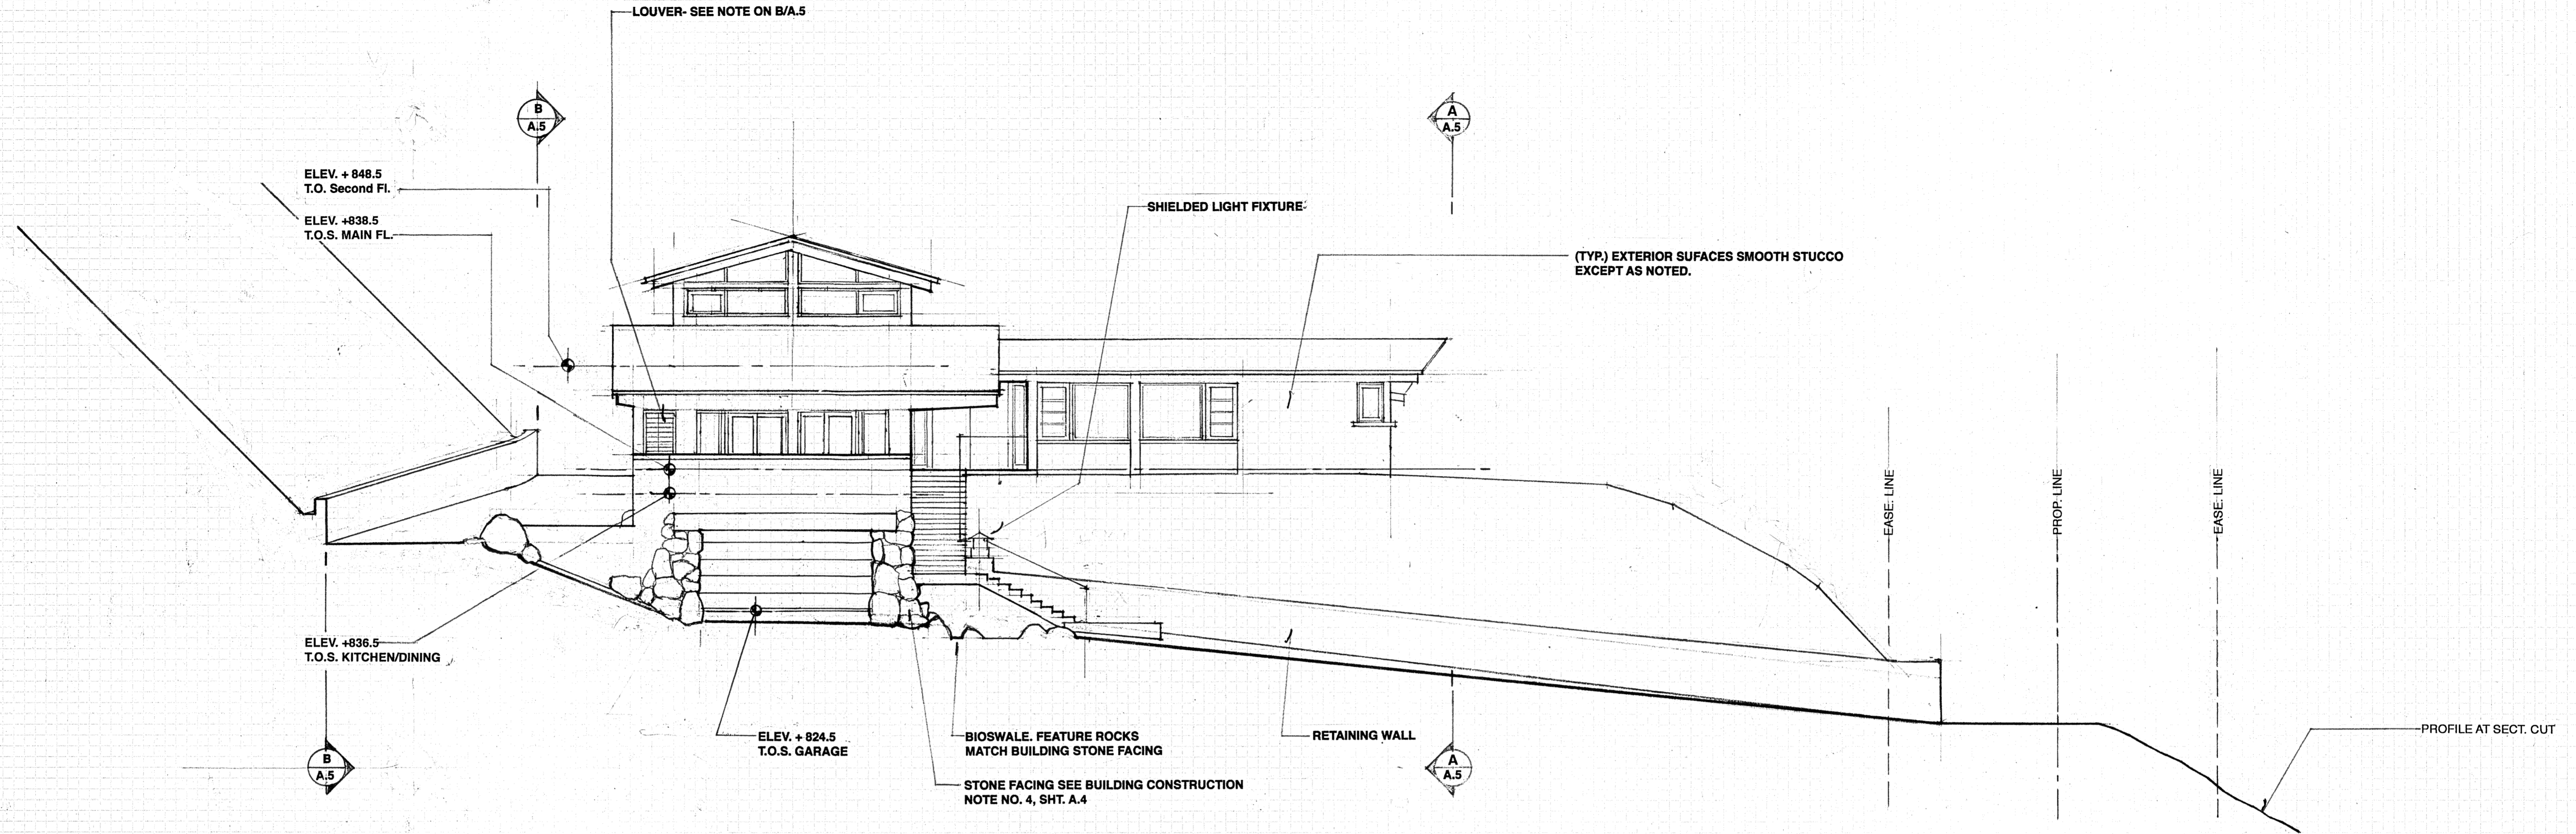 LOUVER- SEE NOTE ON B/A.5
B
A.5
A
A.5
ELEV. + 848.5
T.O. Second Fl.
ELEV. +838.5
T.O.S. MAIN FL.
SHIELDED LIGHT FIXTURE
(TYP.) EXTERIOR SUFACES SMOOTH STUCCO
EXCEPT AS NOTED.
EASE. LINE
PROP. LINE
EASE. LINE
ELEV. +836.5
T.O.S. KITCHEN/DINING
ELEV. + 824.5
T.O.S. GARAGE
BIOSWALE. FEATURE ROCKS
MATCH BUILDING STONE FACING
RETAINING WALL
PROFILE AT SECT. CUT
B
A.5
A
A.5
STONE FACING SEE BUILDING CONSTRUCTION
NOTE NO. 4, SHT. A.4